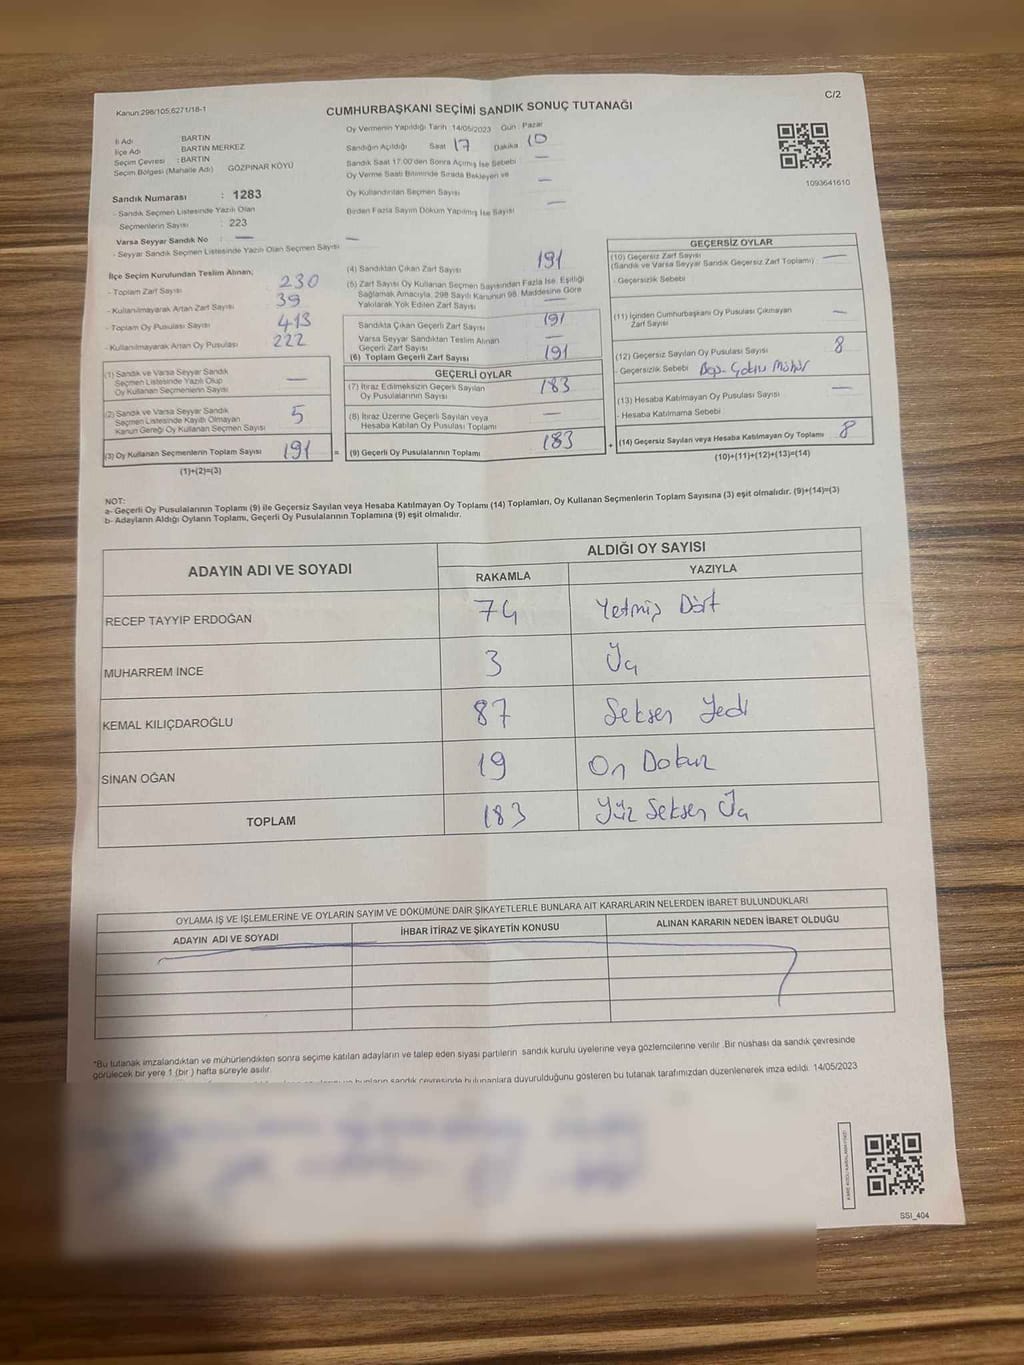 Kanun:298/105;6271/18-1
CUMHURBAŞKANI SEÇİMİ SANDIK SONUÇ TUTANAĞI
C/2
İl Adı : BARTIN
İlçe Adı : BARTIN MERKEZ
Seçim Çevresi : BARTIN
Seçim Bölgesi (Mahalle Adı) GÖZPINAR KÖYÜ
Sandık Numarası : 1283
- Sandık Seçmen Listesinde Yazılı Olan
Seçmenlerin Sayısı : 223
Varsa Seyyar Sandık No : —
- Seyyar Sandık Seçmen Listesinde Yazılı Olan Seçmen Sayısı —
Oy Vermenin Yapıldığı Tarih :14/05/2023 Gün : Pazar
Sandığın Açıldığı Saat 17 Dakika 10
Sandık Saat 17:00'den Sonra Açılmış İse Sebebi —
Oy Verme Saati Bitiminde Sırada Bekleyen ve
Oy Kullandırılan Seçmen Sayısı —
Birden Fazla Sayım Döküm Yapılmış İse Sayısı —
1093641610
İlçe Seçim Kurulundan Teslim Alınan;
- Toplam Zarf Sayısı 230
- Kullanılmayarak Artan Zarf Sayısı 39
- Toplam Oy Pusulası Sayısı 413
- Kullanılmayarak Artan Oy Pusulası 222
(1) Sandık ve Varsa Seyyar Sandık
Seçmen Listesinde Yazılı Olup
Oy Kullanan Seçmenlerin Sayısı —
(2) Sandık ve Varsa Seyyar Sandık
Seçmen Listesinde Kayıtlı Olmayan
Kanun Gereği Oy Kullanan Seçmen Sayısı 5
(3) Oy Kullanan Seçmenlerin Toplam Sayısı 191 =
(1)+(2)=(3)
(4) Sandıktan Çıkan Zarf Sayısı 191
(5) Zarf Sayısı Oy Kullanan Seçmen Sayısından Fazla İse, Eşitliği
Sağlamak Amacıyla, 298 Sayılı Kanunun 98. Maddesine Göre
Yakılarak Yok Edilen Zarf Sayısı —
Sandıkta Çıkan Geçerli Zarf Sayısı 191
Varsa Seyyar Sandıktan Teslim Alınan
Geçerli Zarf Sayısı —
(6) Toplam Geçerli Zarf Sayısı 191
GEÇERLİ OYLAR
(7) İtiraz Edilmeksizin Geçerli Sayılan
Oy Pusulasının Sayısı 183
(8) İtiraz Üzerine Geçerli Sayılan veya
Hesaba Katılan Oy Pusulası Toplamı —
(9) Geçerli Oy Pusulalarının Toplamı 183 +
GEÇERSİZ OYLAR
(10) Geçersiz Zarf Sayısı
(Sandık ve Varsa Seyyar Sandık Geçersiz Zarf Toplamı) : —
- Geçersizlik Sebebi
(11) İçinden Cumhurbaşkanı Oy Pusulası Çıkmayan
Zarf Sayısı —
(12) Geçersiz Sayılan Oy Pusulası Sayısı 8
- Geçersizlik Sebebi Boş - Çoklu Mühür
(13) Hesaba Katılmayan Oy Pusulası Sayısı —
- Hesaba Katılmama Sebebi
(14) Geçersiz Sayılan veya Hesaba Katılmayan Oy Toplamı 8
(10)+(11)+(12)+(13)=(14)
NOT:
a- Geçerli Oy Pusulalarının Toplamı (9) ile Geçersiz Sayılan veya Hesaba Katılmayan Oy Toplamı (14) Toplamları, Oy Kullanan Seçmenlerin Toplam Sayısına (3) eşit olmalıdır. (9)+(14)=(3)
b- Adayların Aldığı Oyların Toplamı, Geçerli Oy Pusulalarının Toplamına (9) eşit olmalıdır.
ADAYIN ADI VE SOYADI
ALDIĞI OY SAYISI
RAKAMLA YAZIYLA
RECEP TAYYİP ERDOĞAN 74 Yetmiş Dört
MUHARREM İNCE 3 Üç
KEMAL KILIÇDAROĞLU 87 Seksen Yedi
SİNAN OĞAN 19 On Dokuz
TOPLAM 183 Yüz Seksen Üç
OYLAMA İŞ VE İŞLEMLERİNE VE OYLARIN SAYIM VE DÖKÜMÜNE DAİR ŞİKAYETLERLE BUNLARA AİT KARARLARIN NELERDEN İBARET BULUNDUKLARI
ADAYIN ADI VE SOYADI İHBAR İTİRAZ VE ŞİKAYETİN KONUSU ALINAN KARARIN NEDEN İBARET OLDUĞU
*Bu tutanak imzalandıktan ve mühürlendikten sonra seçime katılan adayların ve talep eden siyasi partilerin sandık kurulu üyelerine veya gözlemcilerine verilir .Bir nüshası da sandık çevresinde
görülecek bir yere 1 (bir ) hafta süreyle asılır.
sandık çevresinde bulunanlara duyurulduğunu gösteren bu tutanak tarafımızdan düzenlenerek imza edildi. 14/05/2023
SSI_404